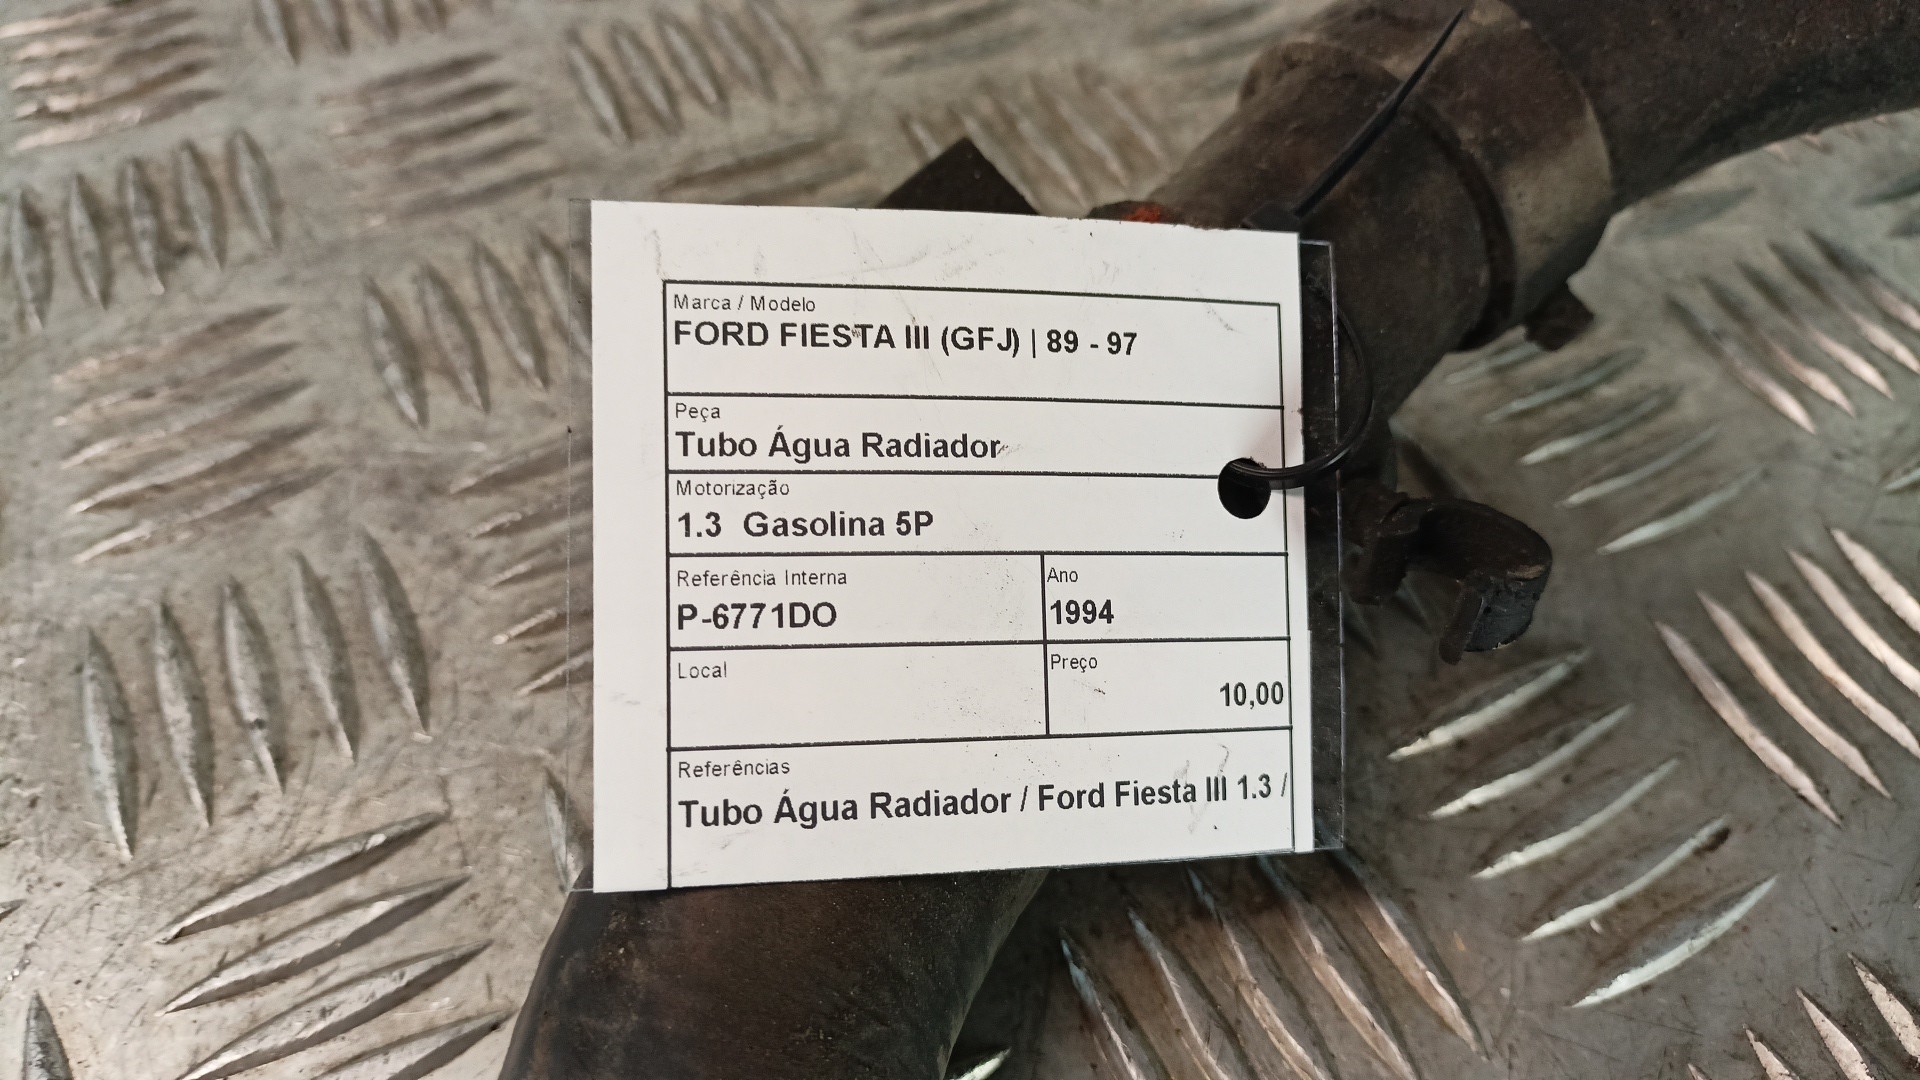 Marca / Modelo
FORD FIESTA III (GFJ) | 89 - 97
Peça
Tubo Água Radiador
Motorização
1.3 Gasolina 5P
Referência Interna
P-6771DO
Ano
1994
Local
Preço
10,00
Referências
Tubo Água Radiador / Ford Fiesta III 1.3 /